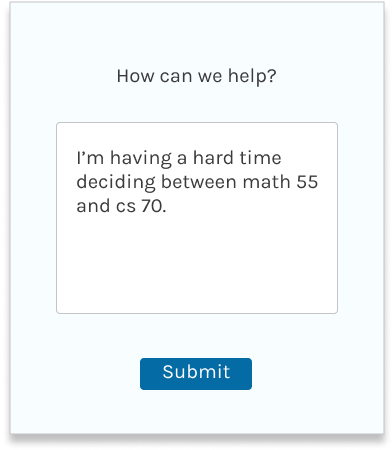 How can we help?
I’m having a hard time
deciding between math 55
and cs 70.
Submit